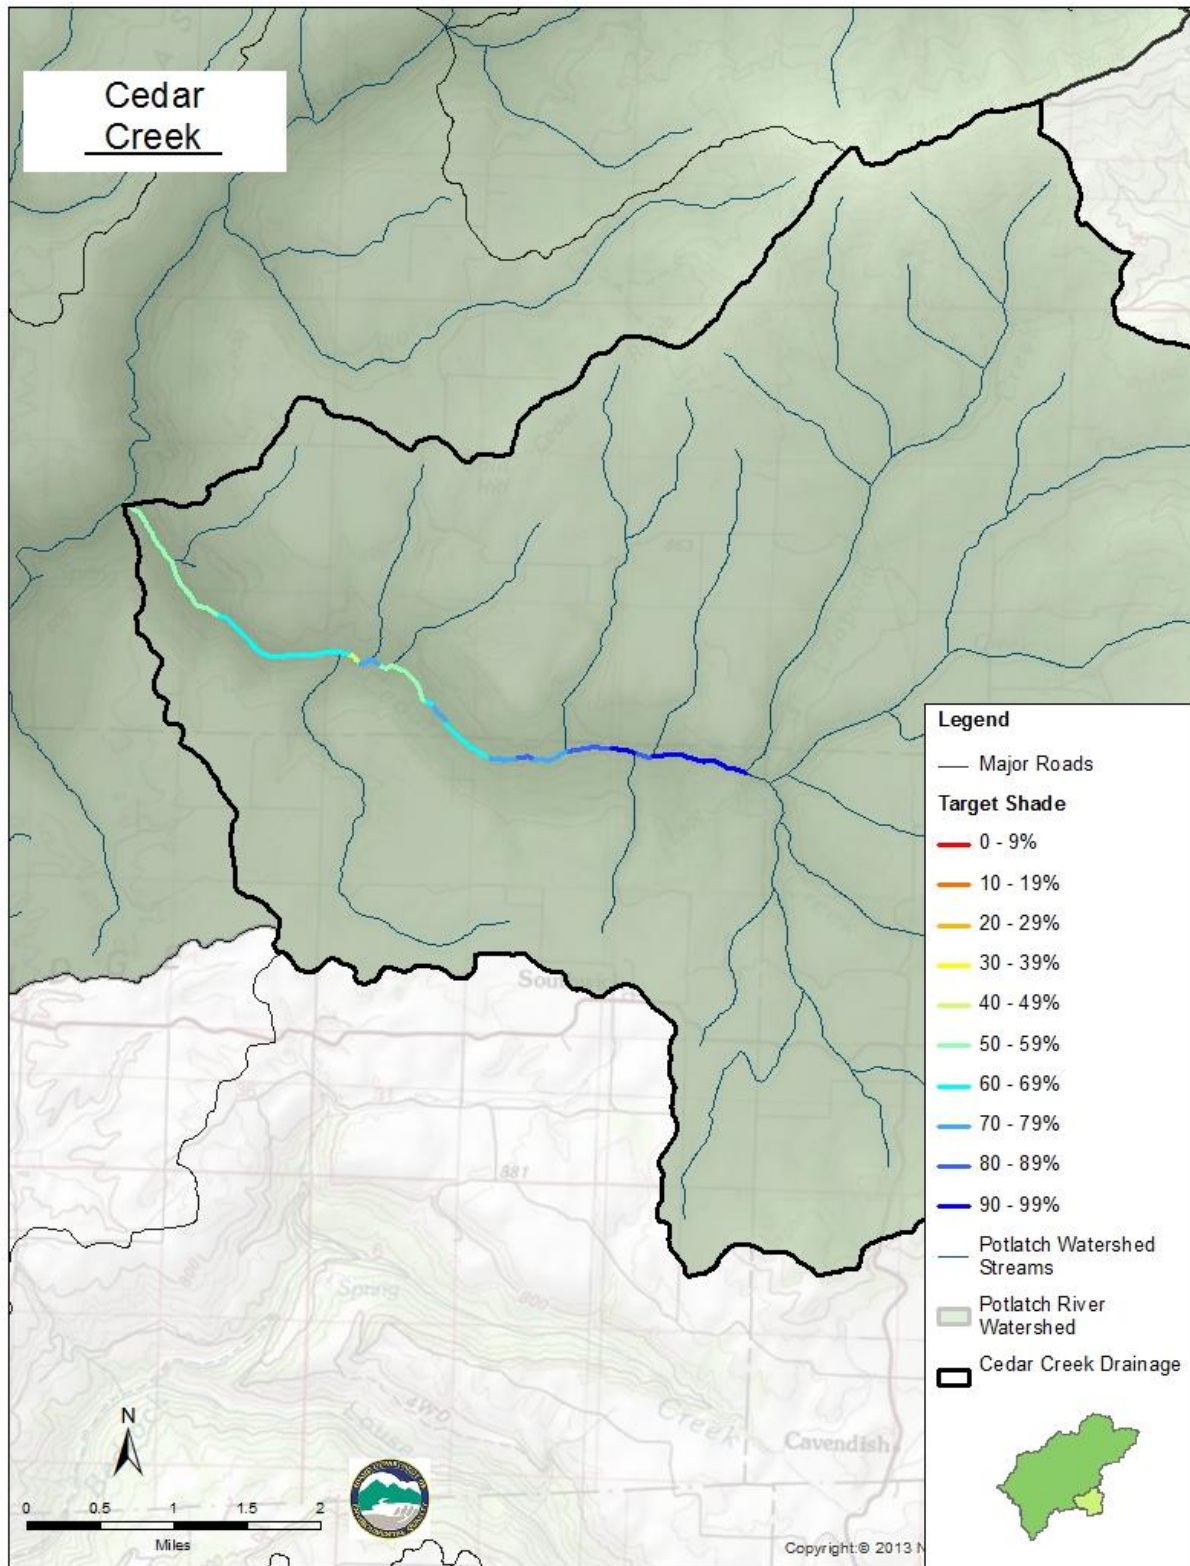 Cedar
Creek
Legend
Major Roads
Target Shade
0 - 9%
10 - 19%
20 - 29%
30 - 39%
40 - 49%
50 - 59%
60 - 69%
70 - 79%
80 - 89%
90 - 99%
Potlatch Watershed
Streams
Potlatch River
Watershed
Cedar Creek Drainage
881
Spring
Creek
Cavendish
N
0 0.5 1 1.5 2
Miles
4WD
Copyright:© 2013 N